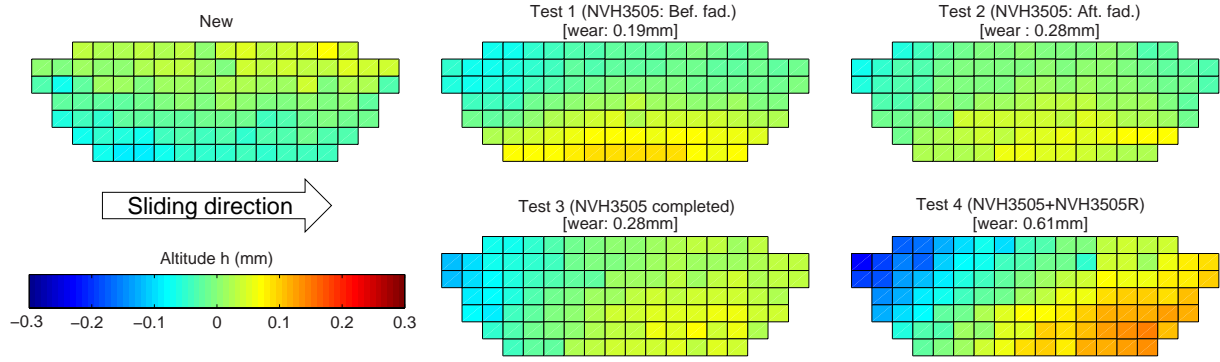 New
Test 1 (NVH3505: Bef. fad.)
[wear: 0.19mm]
Test 2 (NVH3505: Aft. fad.)
[wear : 0.28mm]
Sliding direction
Altitude h (mm)
−0.3 −0.2 −0.1 0 0.1 0.2 0.3
Test 3 (NVH3505 completed)
[wear: 0.28mm]
Test 4 (NVH3505+NVH3505R)
[wear: 0.61mm]